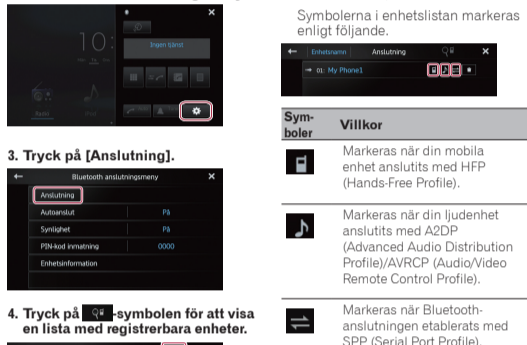 10:
Ingen tjänst
Radio
iPod
3. Tryck på [Anslutning].
Bluetooth anslutningsmeny
Anslutning
Autoanslut På
Synlighet På
PIN-kod inmatning 0000
Enhetsinformation
4. Tryck på -symbolen för att visa
en lista med registrerbara enheter.
Symbolerna i enhetslistan markeras
enligt följande.
Enhetsnamn Anslutning
01: My Phone1
Sym-
boler
Villkor
Markeras när din mobila
enhet anslutits med HFP
(Hands-Free Profile).
Markeras när din ljudenhet
anslutits med A2DP
(Advanced Audio Distribution
Profile)/AVRCP (Audio/Video
Remote Control Profile).
Markeras när Bluetooth-
anslutningen etablerats med
SPP (Serial Port Profile).